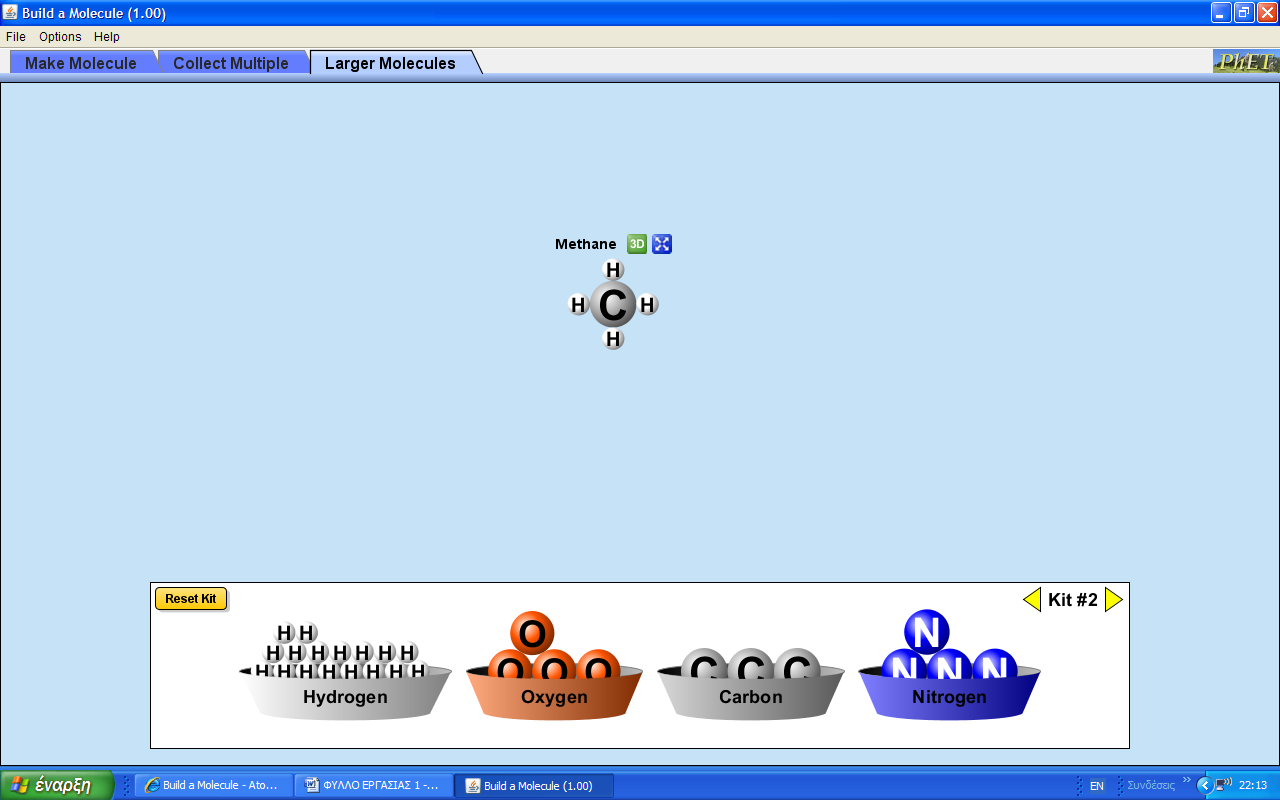 Build a Molecule (1.00)
File Options Help
Make Molecule Collect Multiple Larger Molecules PhET
Methane 3D
H
H C H
H
Reset Kit Kit #2
H H O N
H H H H H H H
H H H H H H H H O O O C C C N N N
Hydrogen Oxygen Carbon Nitrogen
έναρξη Build a Molecule - Ato... ΦΥΛΛΟ ΕΡΓΑΣΙΑΣ 1 -... Build a Molecule (1.00) EN Συνδέσεις » 22:13